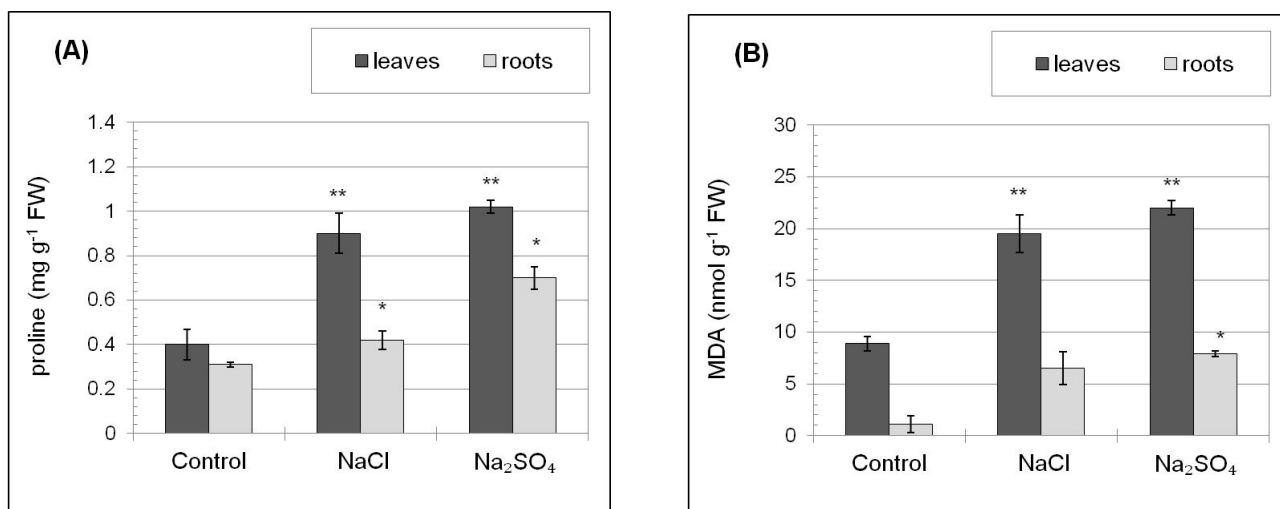 (A)
leaves roots
proline (mg g⁻¹ FW)
1.4
1.2
1
0.8
0.6
0.4
0.2
0
** 
*
**
*
Control NaCl Na₂SO₄
(B)
leaves roots
MDA (nmol g⁻¹ FW)
30
25
20
15
10
5
0
**
**
*
Control NaCl Na₂SO₄